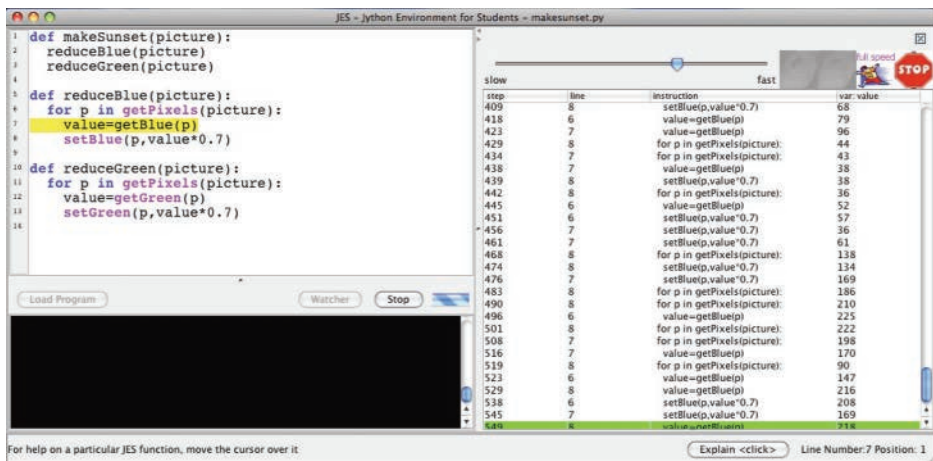 JES - Jython Environment for Students - makesunset.py
1 def makeSunset(picture):
2 reduceBlue(picture)
3 reduceGreen(picture)
4
5 def reduceBlue(picture):
6 for p in getPixels(picture):
7 value=getBlue(p)
8 setBlue(p,value*0.7)
9
10 def reduceGreen(picture):
11 for p in getPixels(picture):
12 value=getGreen(p)
13 setGreen(p,value*0.7)
14
Load Program Watcher Stop
slow fast full speed STOP
step line instruction var: value
409 8 setBlue(p,value*0.7) 68
418 6 value=getBlue(p) 79
423 7 value=getBlue(p) 96
429 8 for p in getPixels(picture): 44
434 7 for p in getPixels(picture): 43
438 7 value=getBlue(p) 38
439 8 setBlue(p,value*0.7) 38
442 8 for p in getPixels(picture): 36
445 6 value=getBlue(p) 52
451 6 setBlue(p,value*0.7) 57
456 7 setBlue(p,value*0.7) 36
461 7 setBlue(p,value*0.7) 61
468 8 for p in getPixels(picture): 138
474 8 setBlue(p,value*0.7) 134
476 7 setBlue(p,value*0.7) 169
483 8 for p in getPixels(picture): 186
490 8 for p in getPixels(picture): 210
496 6 value=getBlue(p) 225
501 8 for p in getPixels(picture): 222
508 7 for p in getPixels(picture): 198
516 7 value=getBlue(p) 170
519 8 for p in getPixels(picture): 90
523 6 value=getBlue(p) 147
529 8 value=getBlue(p) 216
538 6 setBlue(p,value*0.7) 208
545 7 setBlue(p,value*0.7) 169
549 8 value=getBlue(p) 218
For help on a particular JES function, move the cursor over it
Explain <click> Line Number:7 Position: 1